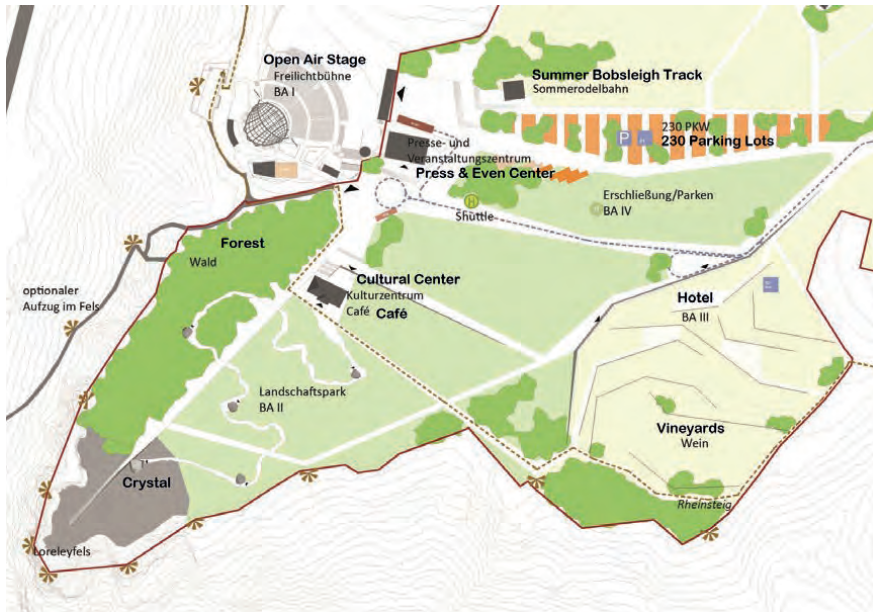 Open Air Stage
Freilichtbühne
BA I
Summer Bobsleigh Track
Sommerodelbahn
230 PKW
P
230 Parking Lots
Presse- und
Veranstaltungszentrum
Press & Even Center
H
Shuttle
Erschließung/Parken
BA IV
Forest
Wald
optionaler
Aufzug im Fels
Cultural Center
Kulturzentrum
Café Café
Hotel
BA III
Landschaftspark
BA II
Vineyards
Wein
Crystal
Rheinsteig
Loreleyfels